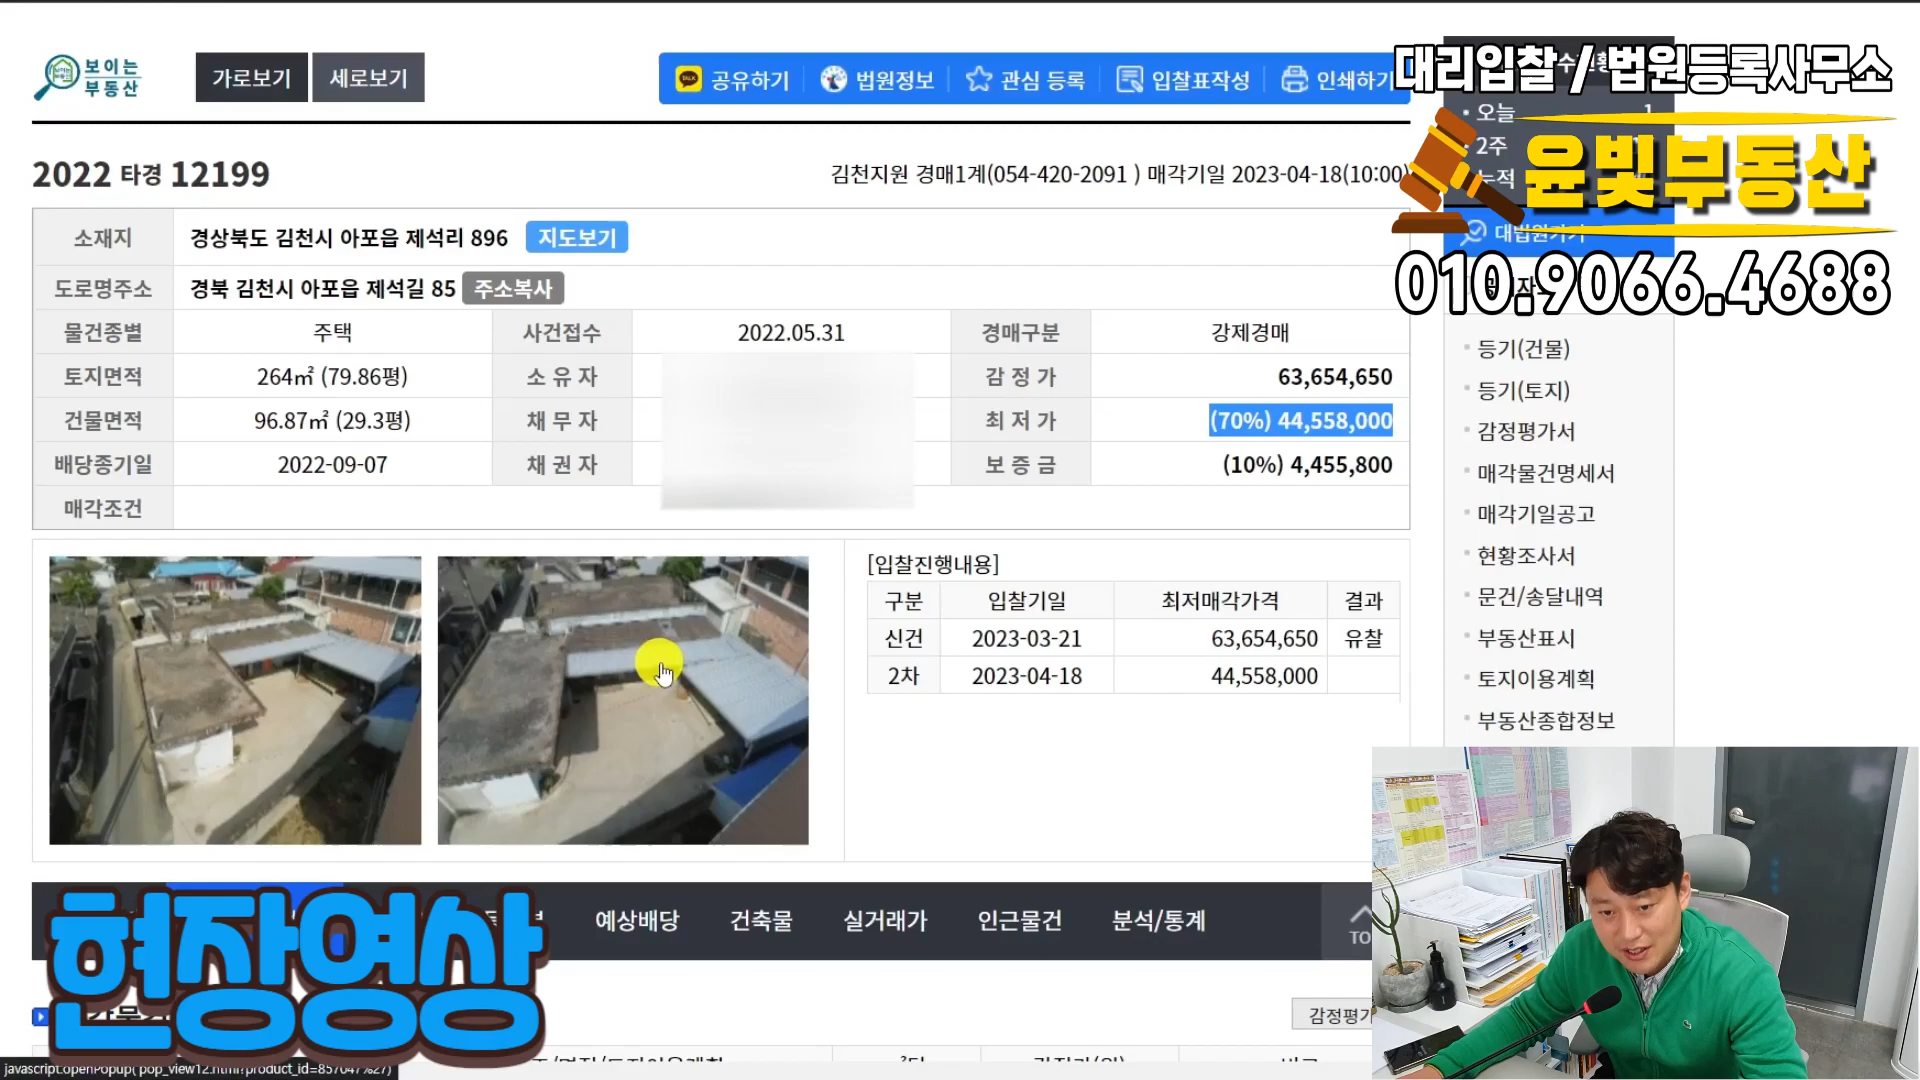 보이는
부동산
가로보기
세로보기
공유하기
법원정보
관심 등록
입찰표작성
인쇄하기
대리입찰 / 법원등록사무소
오늘 1
2주
누적
윤빛부동산
010.9066.4688
2022 타경 12199
김천지원 경매1계(054-420-2091 ) 매각기일 2023-04-18(10:00)
소재지 경상북도 김천시 아포읍 제석리 896 지도보기
도로명주소 경북 김천시 아포읍 제석길 85 주소복사
물건종별 주택 사건접수 2022.05.31 경매구분 강제경매
토지면적 264㎡ (79.86평) 소 유 자 감 정 가 63,654,650
건물면적 96.87㎡ (29.3평) 채 무 자 최 저 가 (70%) 44,558,000
배당종기일 2022-09-07 채 권 자 보 증 금 (10%) 4,455,800
매각조건
등기(건물)
등기(토지)
감정평가서
매각물건명세서
매각기일공고
현황조사서
문건/송달내역
부동산표시
토지이용계획
부동산종합정보
[입찰진행내용]
구분 입찰기일 최저매각가격 결과
신건 2023-03-21 63,654,650 유찰
2차 2023-04-18 44,558,000
예상배당
건축물
실거래가
인근물건
분석/통계
TO
현장영상
감정평가
javascript:openPopup('pop_view12.html?product_id=857047%27)